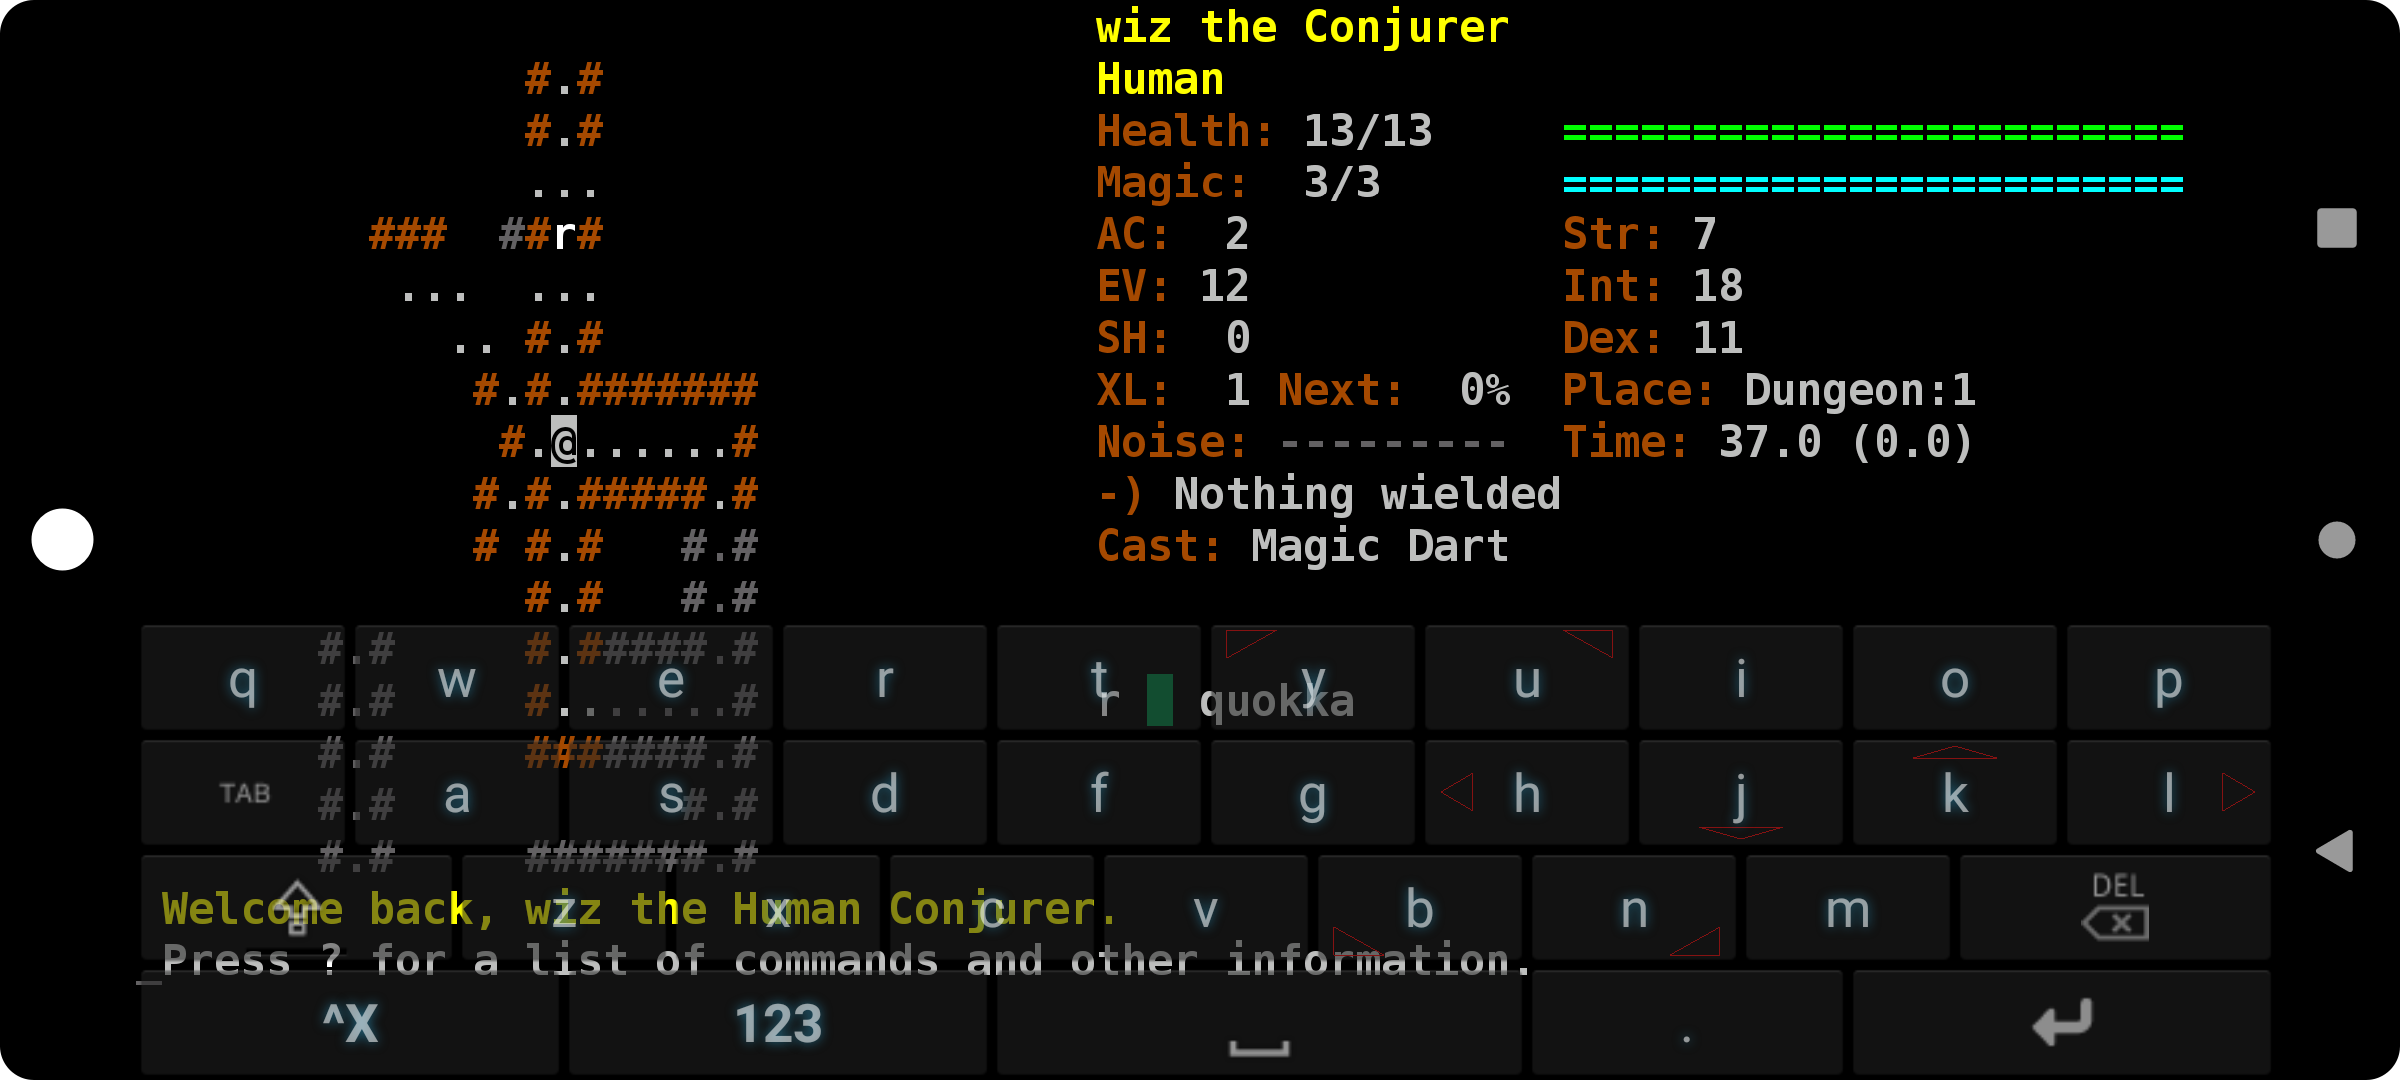 wiz the Conjurer
#.# Human
#.# Health: 13/13 ========================
... Magic: 3/3 ========================
### ##r# AC: 2 Str: 7
... ... EV: 12 Int: 18
.. #.# SH: 0 Dex: 11
#.#.####### XL: 1 Next: 0% Place: Dungeon:1
#.@......# Noise: --------- Time: 37.0 (0.0)
#.#.#####.# -) Nothing wielded
# #.# #.# Cast: Magic Dart
#.# #.#
#.# #.#####.#
#.# #.......# r quokka
#.# #######.#
#.# #.#
#.# #######.#
Welcome back, wiz the Human Conjurer.
_Press ? for a list of commands and other information.
q w e r t y u i o p
TAB a s d f g h j k l
z x c v b n m DEL
^X 123 .